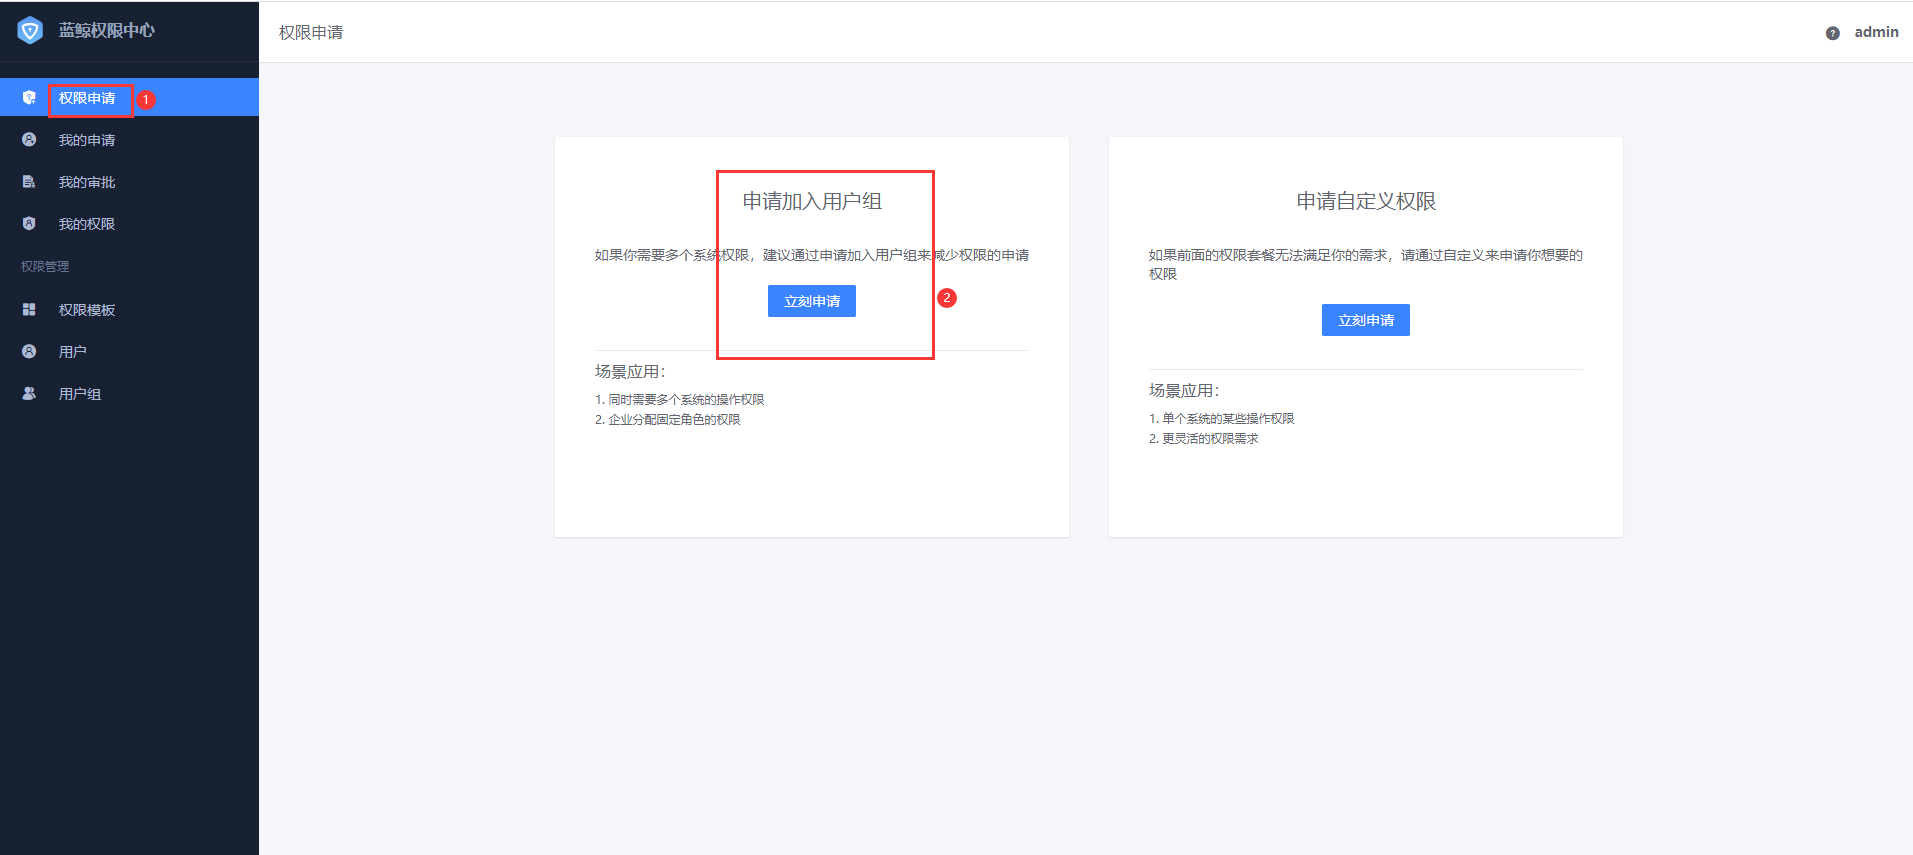 蓝鲸权限中心
权限申请
admin
权限申请
1
我的申请
我的审批
我的权限
权限管理
权限模板
用户
用户组
申请加入用户组
如果你需要多个系统权限，建议通过申请加入用户组来减少权限的申请
立刻申请
2
场景应用：
1. 同时需要多个系统的操作权限
2. 企业分配固定角色的权限
申请自定义权限
如果前面的权限套餐无法满足你的需求，请通过自定义来申请你想要的
权限
立刻申请
场景应用：
1. 单个系统的某些操作权限
2. 更灵活的权限需求